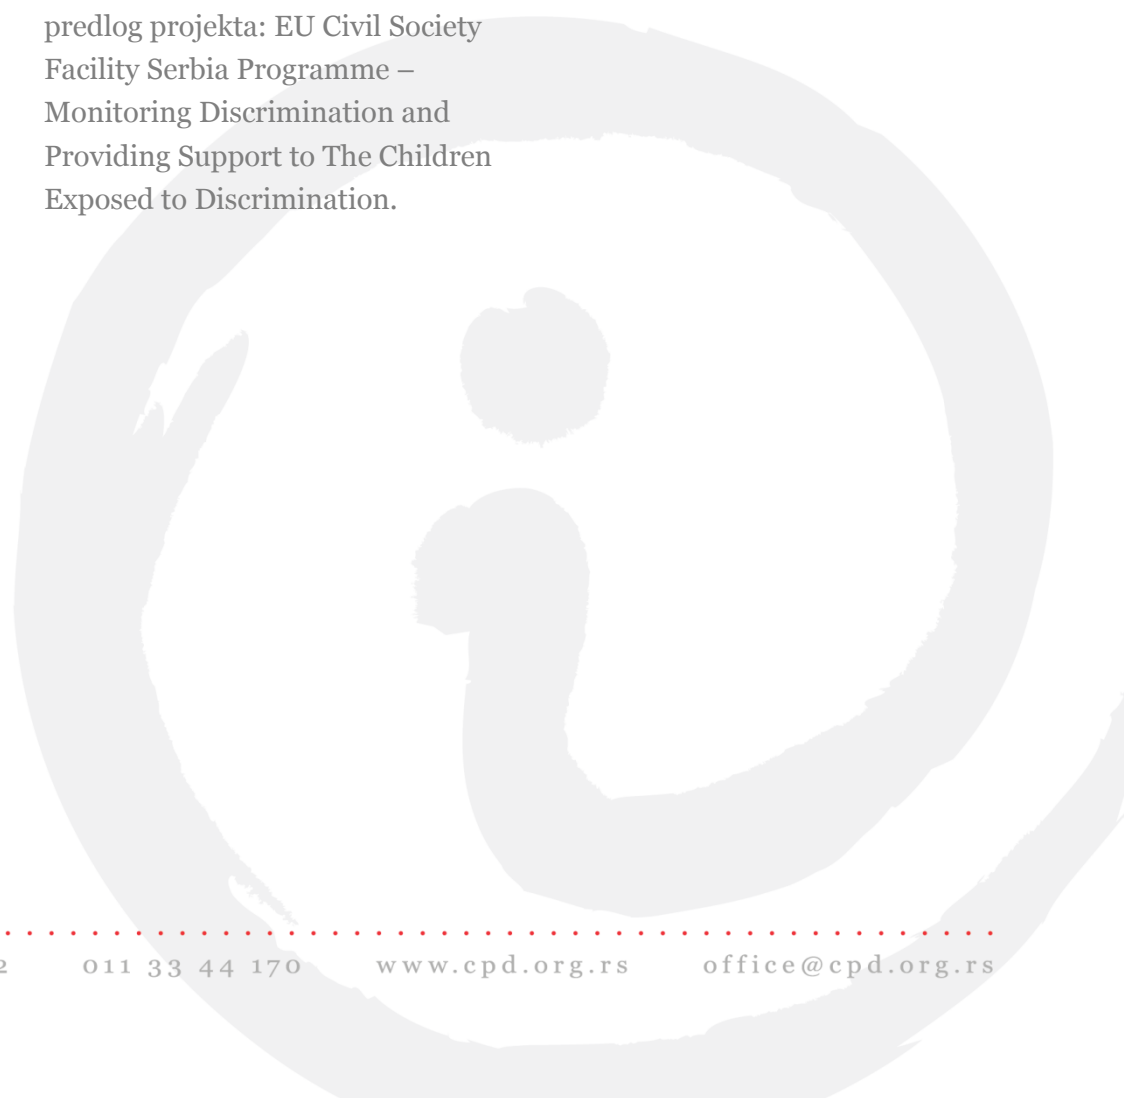 predlog projekta: EU Civil Society
Facility Serbia Programme –
Monitoring Discrimination and
Providing Support to The Children
Exposed to Discrimination.
2 011 33 44 170 www.cpd.org.rs office@cpd.org.rs